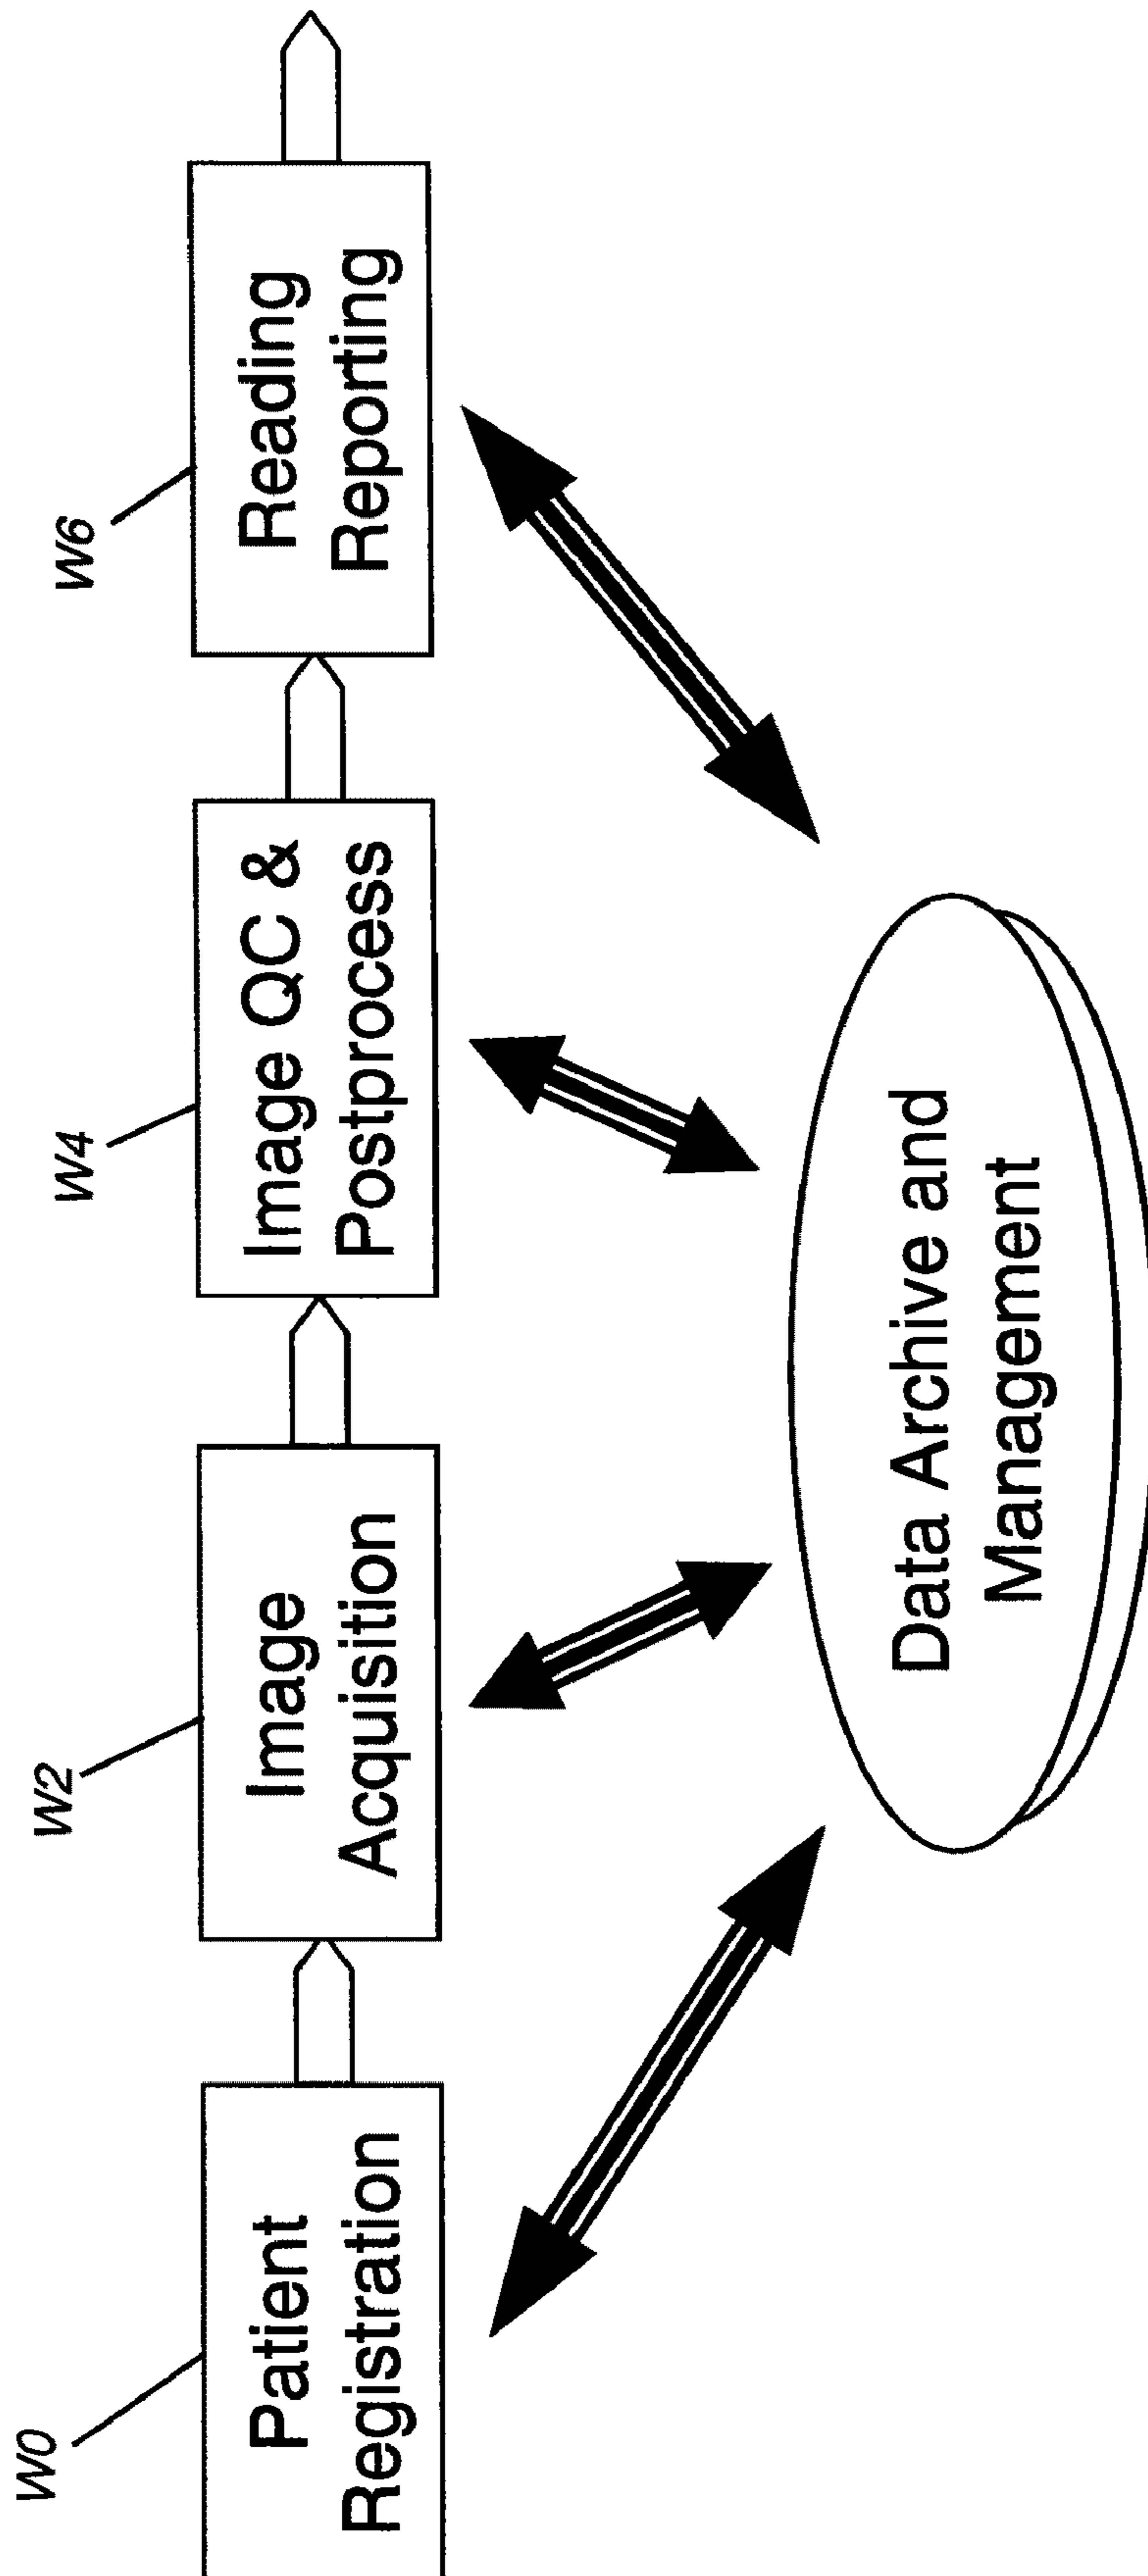 W0
W2
W4
W6
Patient
Registration
Image
Acquisition
Image QC &
Postprocess
Reading
Reporting
Data Archive and
Management